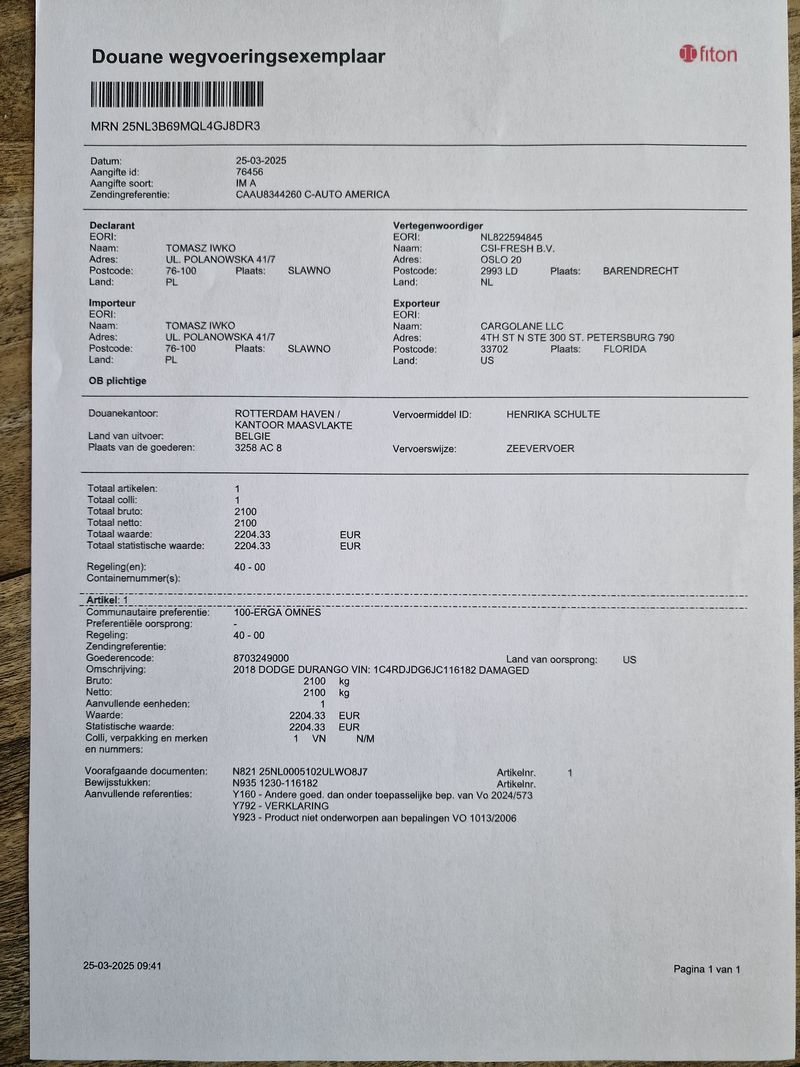 Douane wegvoeringsexemplaar
fiton
MRN 25NL3B69MQL4GJ8DR3
Datum: 25-03-2025
Aangifte id: 76456
Aangifte soort: IM A
Zendingreferentie: CAAU8344260 C-AUTO AMERICA
Declarant Vertegenwoordiger
EORI: EORI: NL822594845
Naam: TOMASZ IWKO Naam: CSI-FRESH B.V.
Adres: UL. POLANOWSKA 41/7 Adres: OSLO 20
Postcode: 76-100 Plaats: SLAWNO Postcode: 2993 LD Plaats: BARENDRECHT
Land: PL Land: NL
Importeur Exporteur
EORI: EORI:
Naam: TOMASZ IWKO Naam: CARGOLANE LLC
Adres: UL. POLANOWSKA 41/7 Adres: 4TH ST N STE 300 ST. PETERSBURG 790
Postcode: 76-100 Plaats: SLAWNO Postcode: 33702 Plaats: FLORIDA
Land: PL Land: US
OB plichtige
Douanekantoor: ROTTERDAM HAVEN / Vervoermiddel ID: HENRIKA SCHULTE
KANTOOR MAASVLAKTE
Land van uitvoer: BELGIE
Plaats van de goederen: 3258 AC 8 Vervoerswijze: ZEEVERVOER
Totaal artikelen: 1
Totaal colli: 1
Totaal bruto: 2100
Totaal netto: 2100
Totaal waarde: 2204.33 EUR
Totaal statistische waarde: 2204.33 EUR
Regeling(en): 40 - 00
Containernummer(s):
Artikel: 1
Communautaire preferentie: 100-ERGA OMNES
Preferentiële oorsprong: -
Regeling: 40 - 00
Zendingreferentie:
Goederencode: 8703249000 Land van oorsprong: US
Omschrijving: 2018 DODGE DURANGO VIN: 1C4RDJDG6JC116182 DAMAGED
Bruto: 2100 kg
Netto: 2100 kg
Aanvullende eenheden: 1
Waarde: 2204.33 EUR
Statistische waarde: 2204.33 EUR
Colli, verpakking en merken 1 VN N/M
en nummers:
Voorafgaande documenten: N821 25NL0005102ULWO8J7 Artikelnr. 1
Bewijsstukken: N935 1230-116182 Artikelnr.
Aanvullende referenties: Y160 - Andere goed. dan onder toepasselijke bep. van Vo 2024/573
Y792 - VERKLARING
Y923 - Product niet onderworpen aan bepalingen VO 1013/2006
25-03-2025 09:41 Pagina 1 van 1